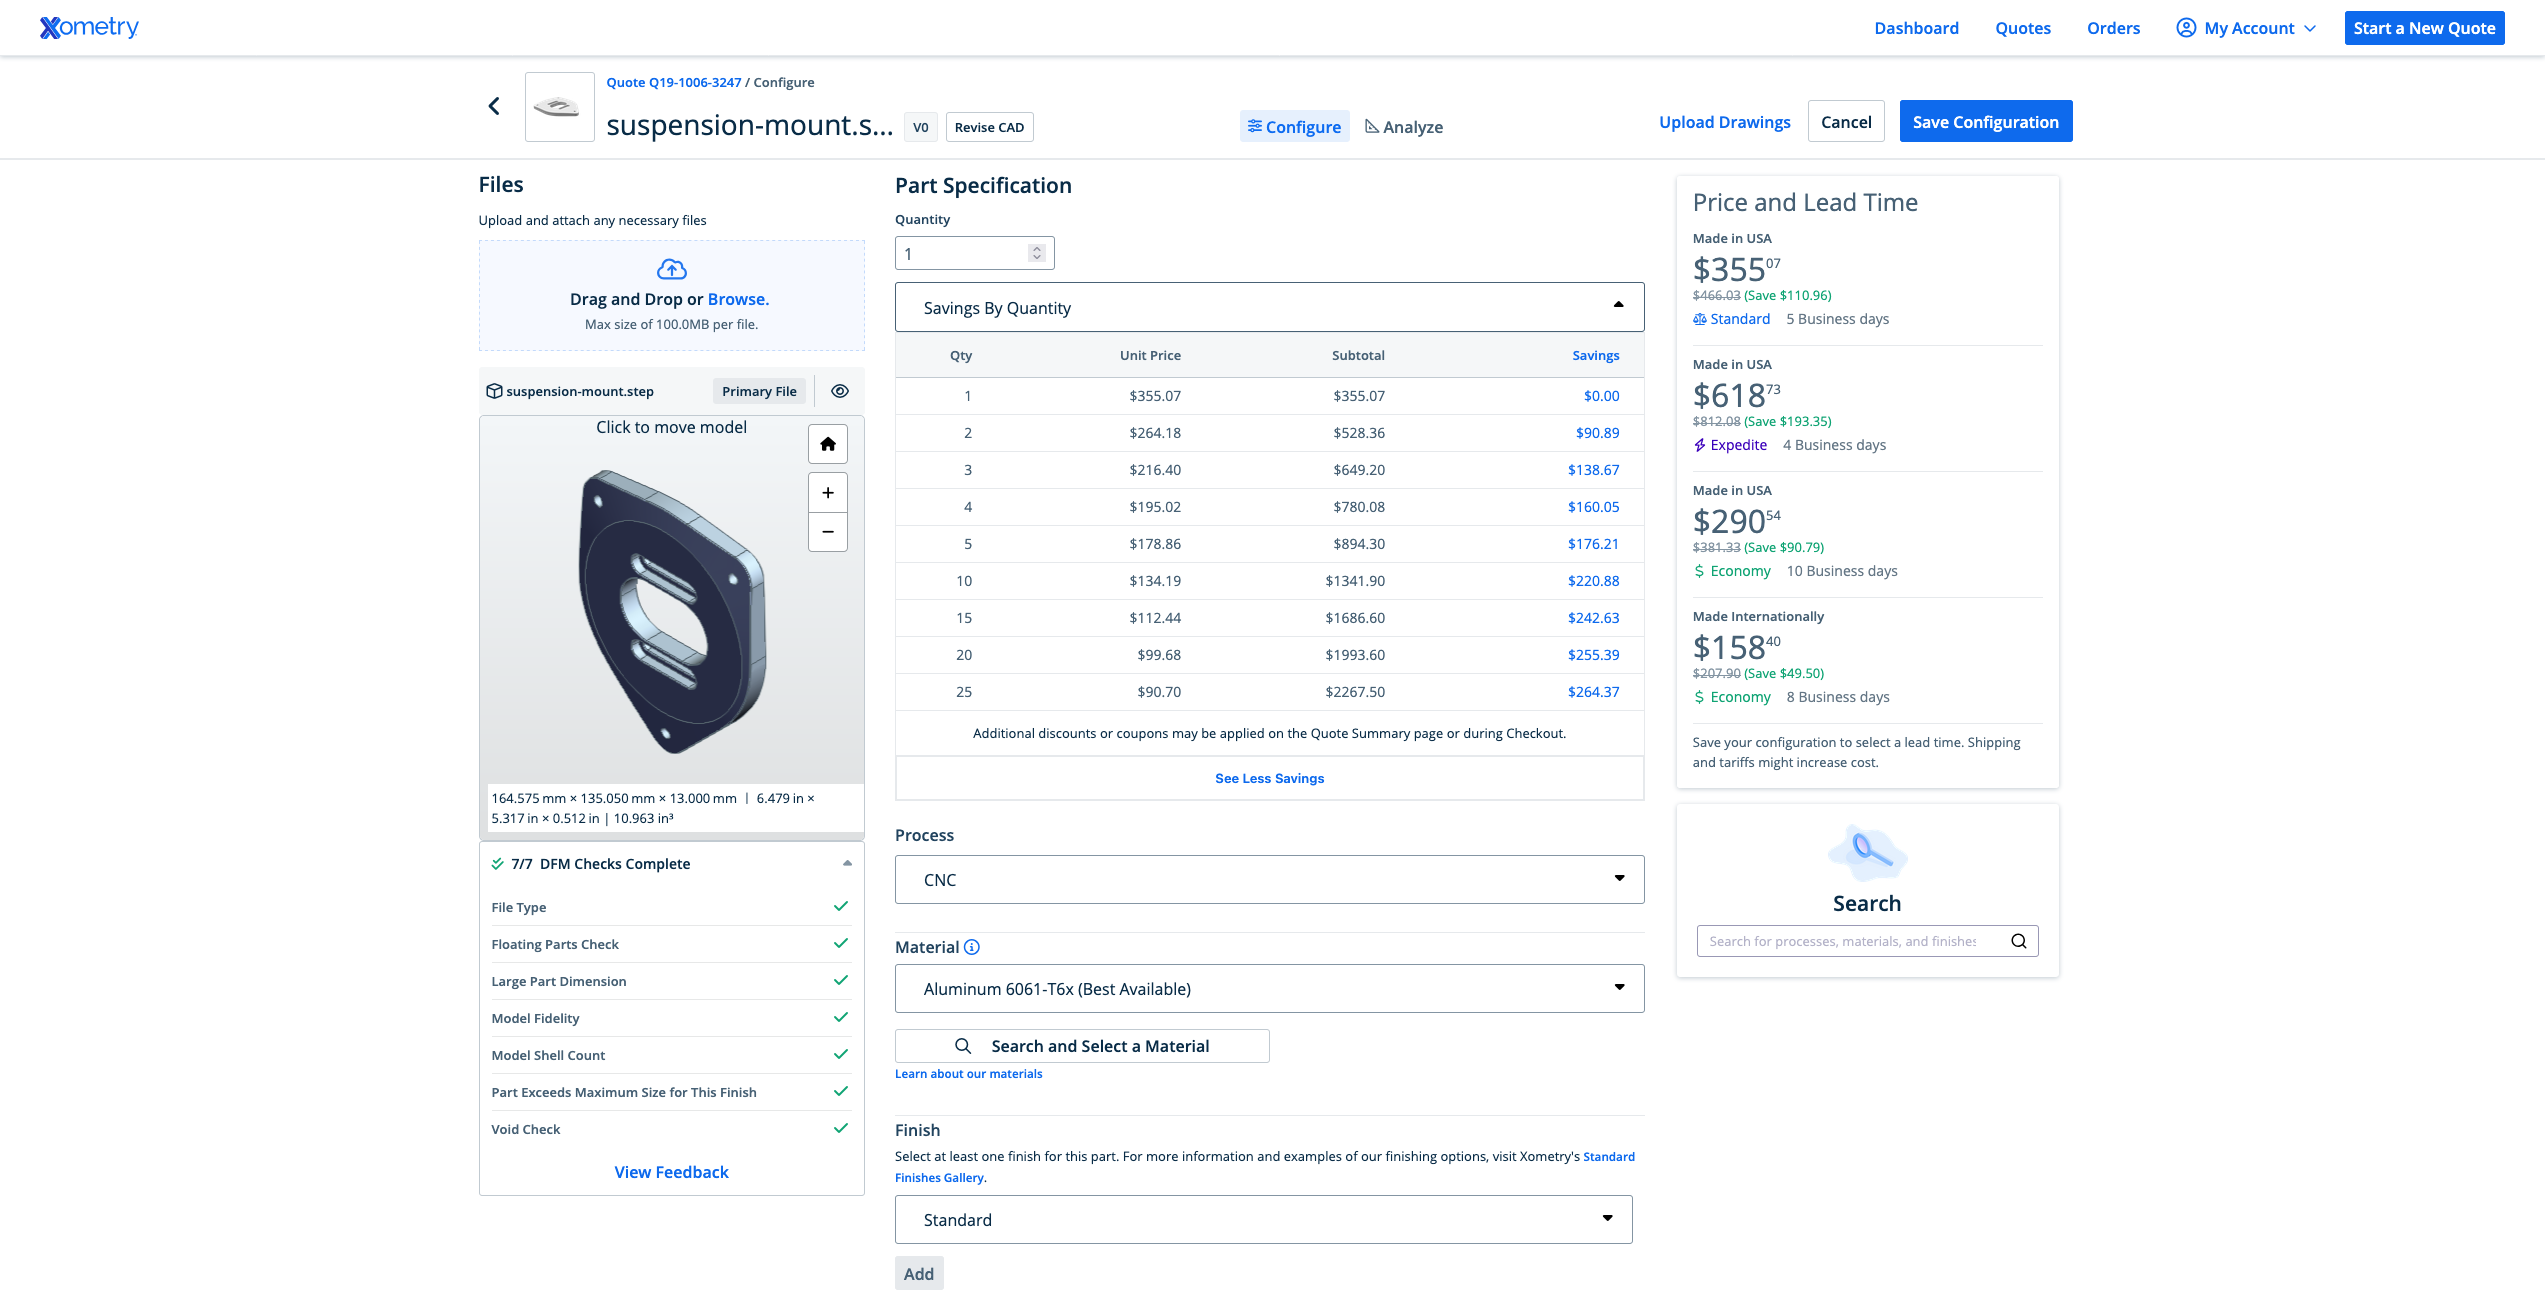 Xometry
Dashboard
Quotes
Orders
My Account
Start a New Quote
Quote Q19-1006-3247 / Configure
suspension-mount.s...
V0
Revise CAD
Configure
Analyze
Upload Drawings
Cancel
Save Configuration
Files
Upload and attach any necessary files
Drag and Drop or Browse.
Max size of 100.0MB per file.
suspension-mount.step
Primary File
Click to move model
+
−
164.575 mm × 135.050 mm × 13.000 mm | 6.479 in ×
5.317 in × 0.512 in | 10.963 in³
7/7 DFM Checks Complete
File Type
Floating Parts Check
Large Part Dimension
Model Fidelity
Model Shell Count
Part Exceeds Maximum Size for This Finish
Void Check
View Feedback
Part Specification
Quantity
1
Savings By Quantity
Qty Unit Price Subtotal Savings
1 $355.07 $355.07 $0.00
2 $264.18 $528.36 $90.89
3 $216.40 $649.20 $138.67
4 $195.02 $780.08 $160.05
5 $178.86 $894.30 $176.21
10 $134.19 $1341.90 $220.88
15 $112.44 $1686.60 $242.63
20 $99.68 $1993.60 $255.39
25 $90.70 $2267.50 $264.37
Additional discounts or coupons may be applied on the Quote Summary page or during Checkout.
See Less Savings
Process
CNC
Material
Aluminum 6061-T6x (Best Available)
Search and Select a Material
Learn about our materials
Finish
Select at least one finish for this part. For more information and examples of our finishing options, visit Xometry's Standard
Finishes Gallery.
Standard
Add
Price and Lead Time
Made in USA
$355 07
$466.03 (Save $110.96)
Standard 5 Business days
Made in USA
$618 73
$812.08 (Save $193.35)
Expedite 4 Business days
Made in USA
$290 54
$381.33 (Save $90.79)
$ Economy 10 Business days
Made Internationally
$158 40
$207.90 (Save $49.50)
$ Economy 8 Business days
Save your configuration to select a lead time. Shipping
and tariffs might increase cost.
Search
Search for processes, materials, and finishes